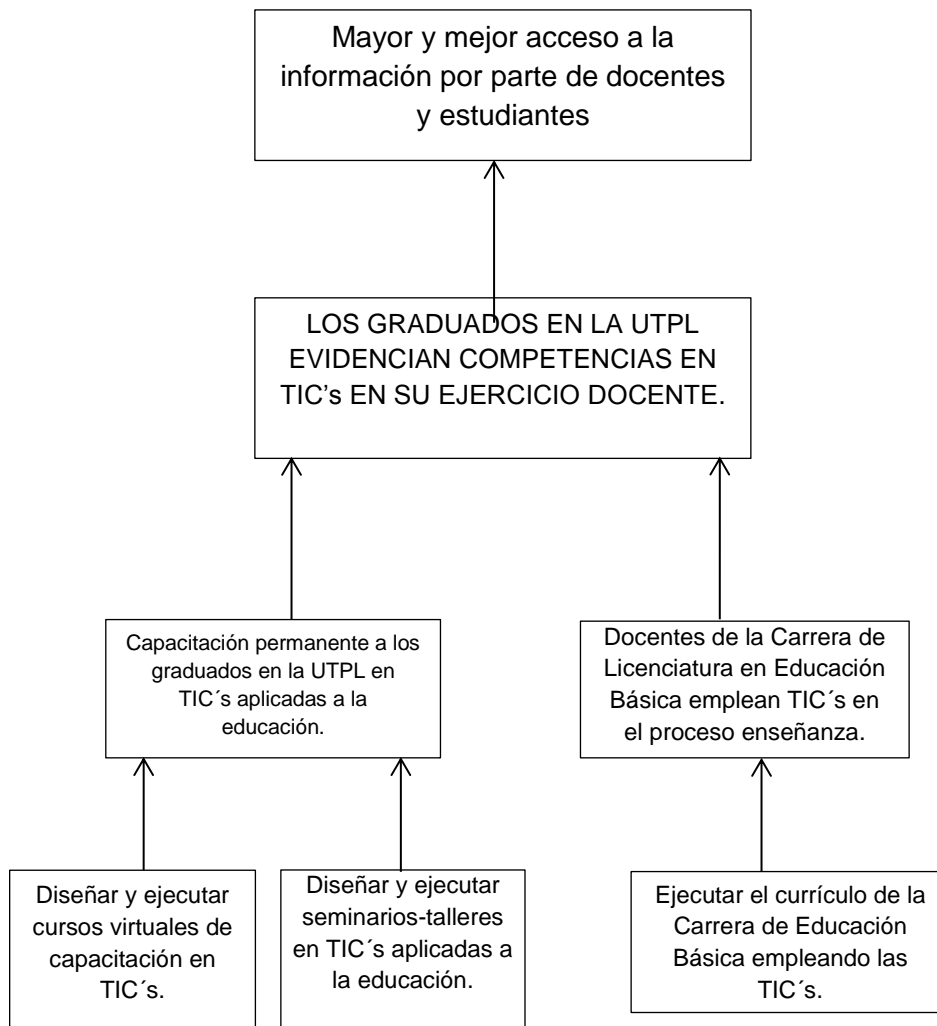 Mayor y mejor acceso a la
información por parte de docentes
y estudiantes
LOS GRADUADOS EN LA UTPL
EVIDENCIAN COMPETENCIAS EN
TIC’s EN SU EJERCICIO DOCENTE.
Capacitación permanente a los
graduados en la UTPL en
TIC´s aplicadas a la
educación.
Docentes de la Carrera de
Licenciatura en Educación
Básica emplean TIC´s en
el proceso enseñanza.
Diseñar y ejecutar
cursos virtuales de
capacitación en
TIC´s.
Diseñar y ejecutar
seminarios-talleres
en TIC´s aplicadas a
la educación.
Ejecutar el currículo de la
Carrera de Educación
Básica empleando las
TIC´s.